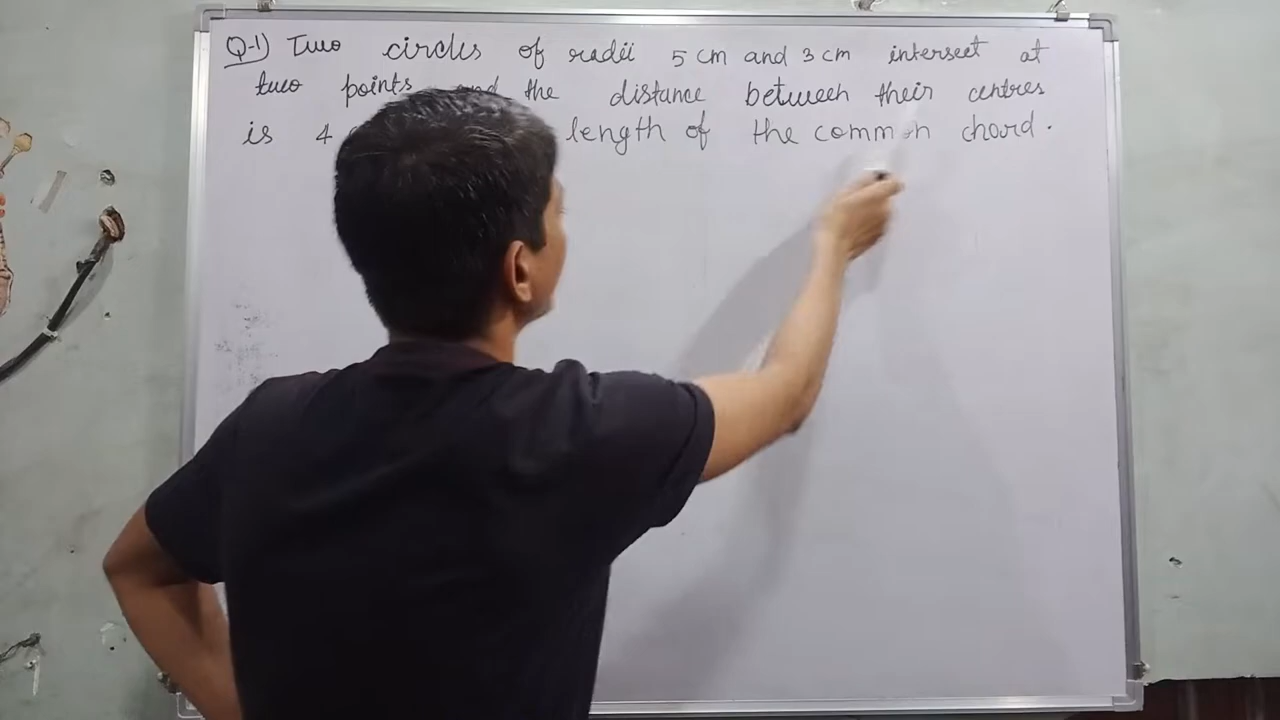 Q-1) Two circles of radii 5 cm and 3 cm intersect at
two points and the distance between their centres
is 4 length of the common chord.